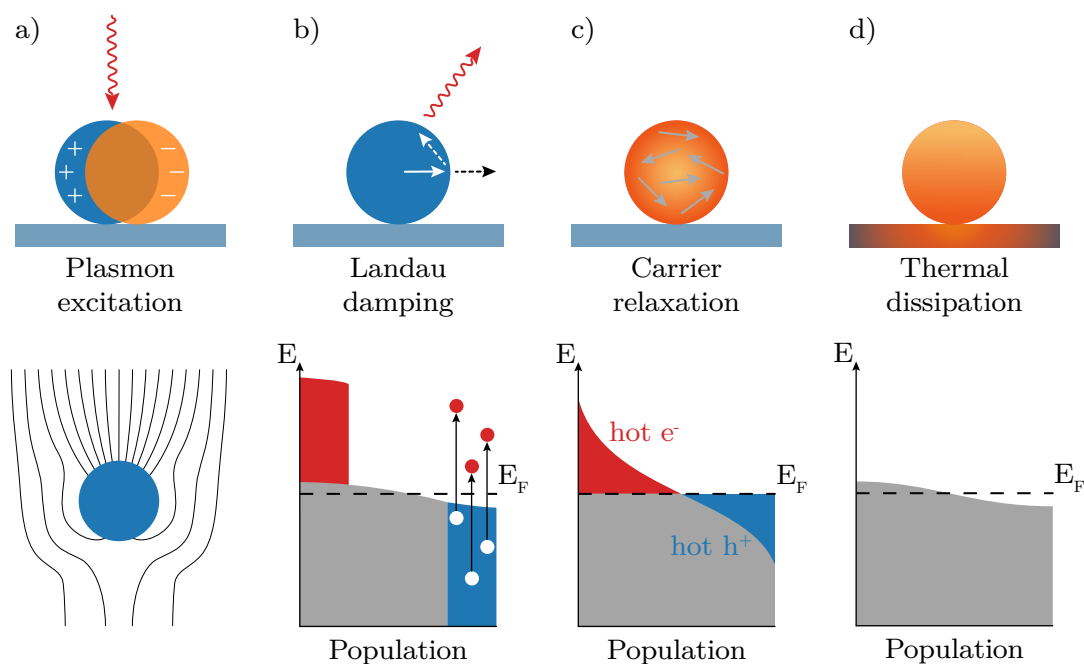 a)
b)
c)
d)
+
+
+
−
−
−
Plasmon
excitation
Landau
damping
Carrier
relaxation
Thermal
dissipation
E
E_F
Population
E
hot e⁻
E_F
hot h⁺
Population
E
E_F
Population